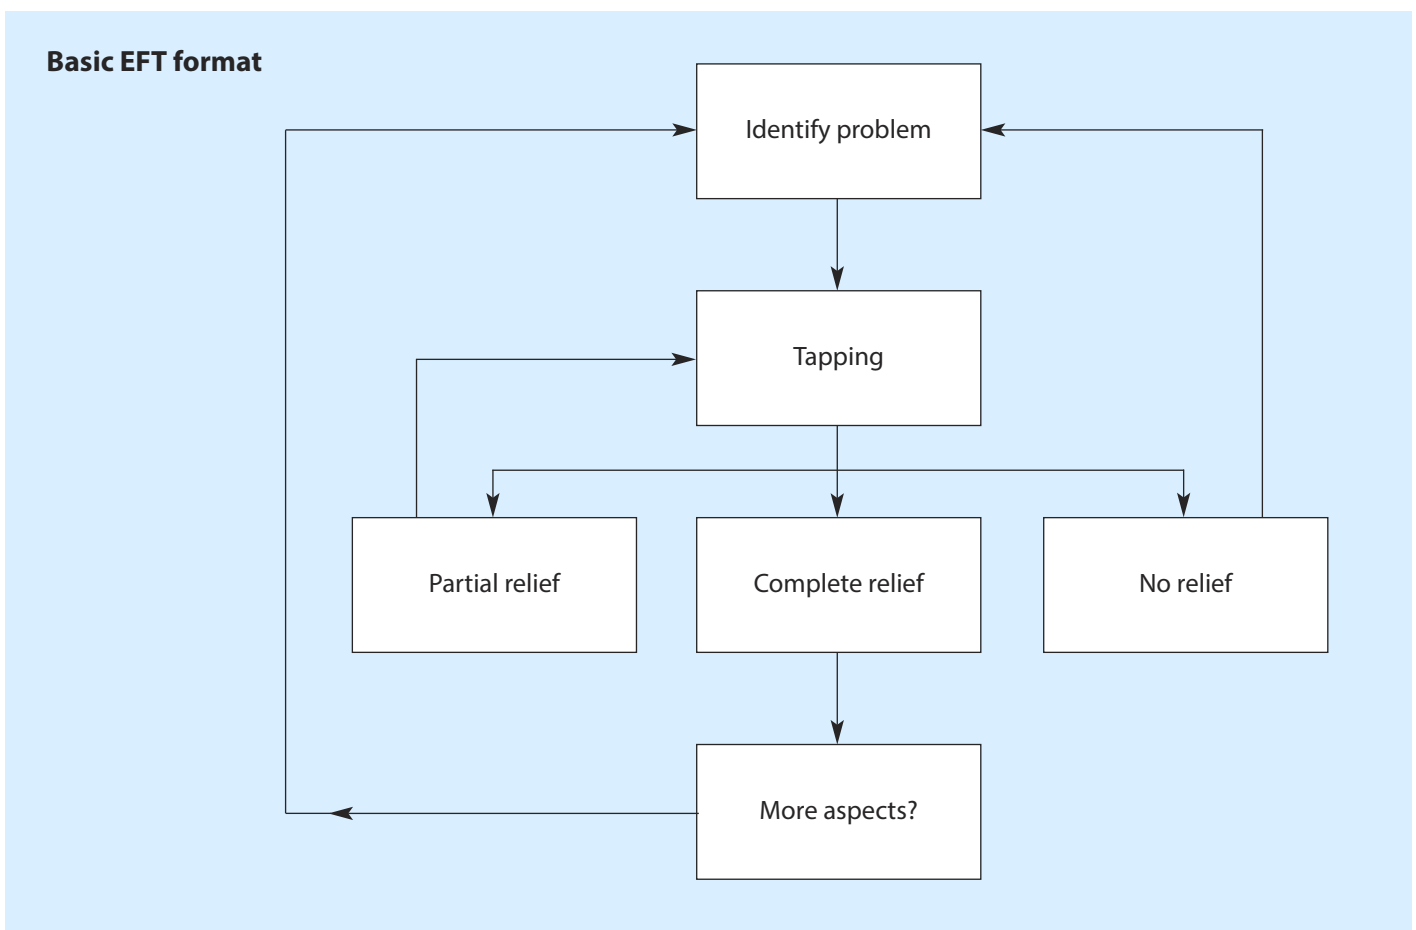 Basic EFT format
Identify problem
Tapping
Partial relief
Complete relief
No relief
More aspects?